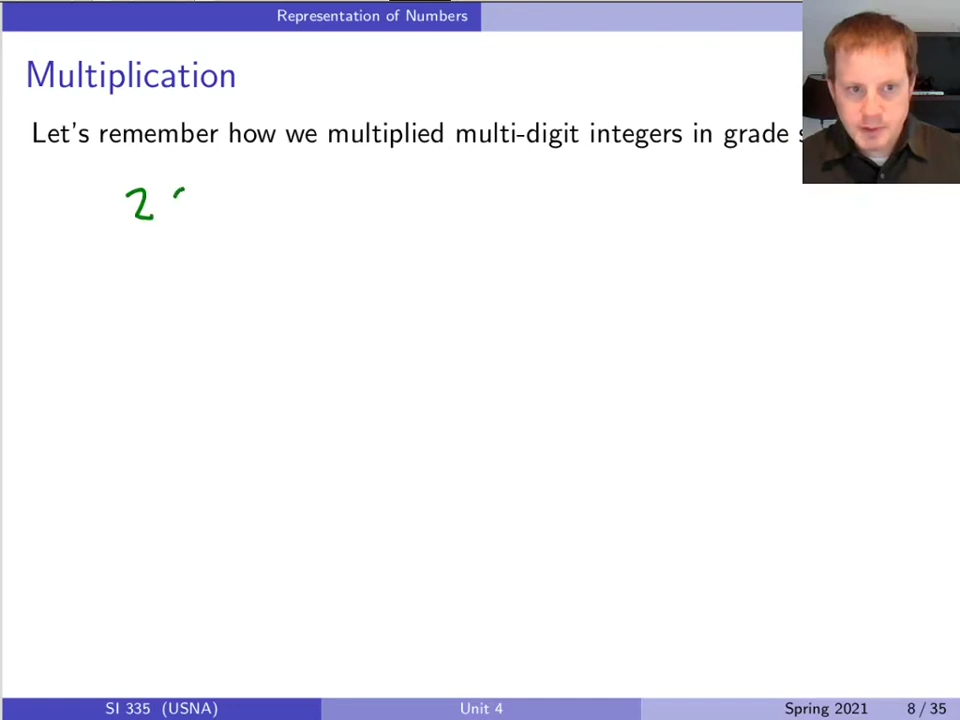 Representation of Numbers
Multiplication
Let's remember how we multiplied multi-digit integers in grade
2
SI 335 (USNA) Unit 4 Spring 2021 8 / 35